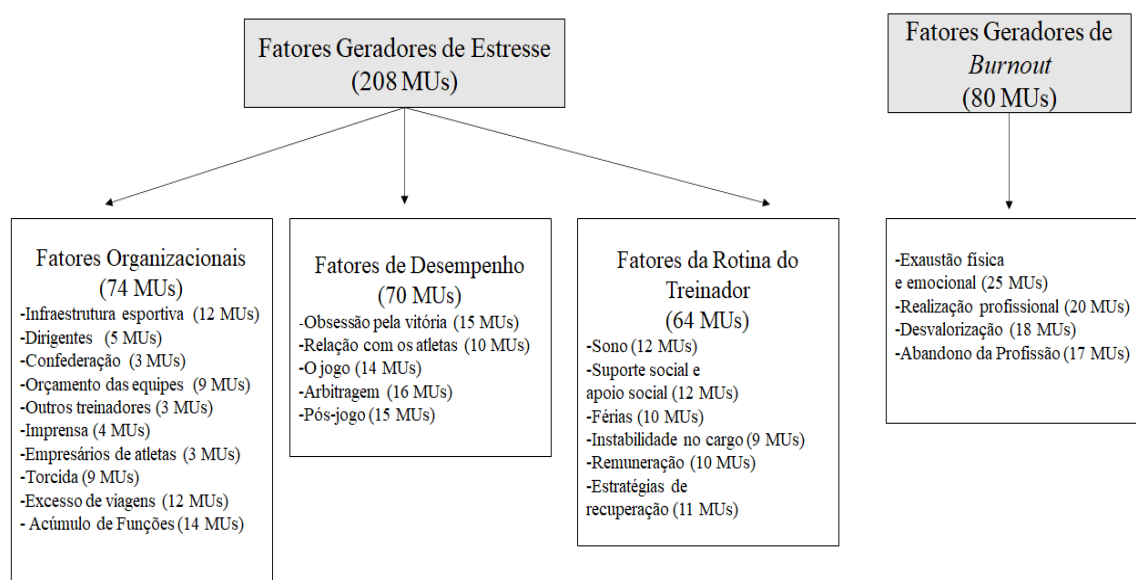 Fatores Geradores de Estresse
(208 MUs)
Fatores Geradores de
Burnout
(80 MUs)
Fatores Organizacionais
(74 MUs)
-Infraestrutura esportiva (12 MUs)
-Dirigentes (5 MUs)
-Confederação (3 MUs)
-Orçamento das equipes (9 MUs)
-Outros treinadores (3 MUs)
-Imprensa (4 MUs)
-Empresários de atletas (3 MUs)
-Torcida (9 MUs)
-Excesso de viagens (12 MUs)
- Acúmulo de Funções (14 MUs)
Fatores de Desempenho
(70 MUs)
-Obsessão pela vitória (15 MUs)
-Relação com os atletas (10 MUs)
-O jogo (14 MUs)
-Arbitragem (16 MUs)
-Pós-jogo (15 MUs)
Fatores da Rotina do
Treinador
(64 MUs)
-Sono (12 MUs)
-Suporte social e
apoio social (12 MUs)
-Férias (10 MUs)
-Instabilidade no cargo (9 MUs)
-Remuneração (10 MUs)
-Estratégias de
recuperação (11 MUs)
-Exaustão física
e emocional (25 MUs)
-Realização profissional (20 MUs)
-Desvalorização (18 MUs)
-Abandono da Profissão (17 MUs)